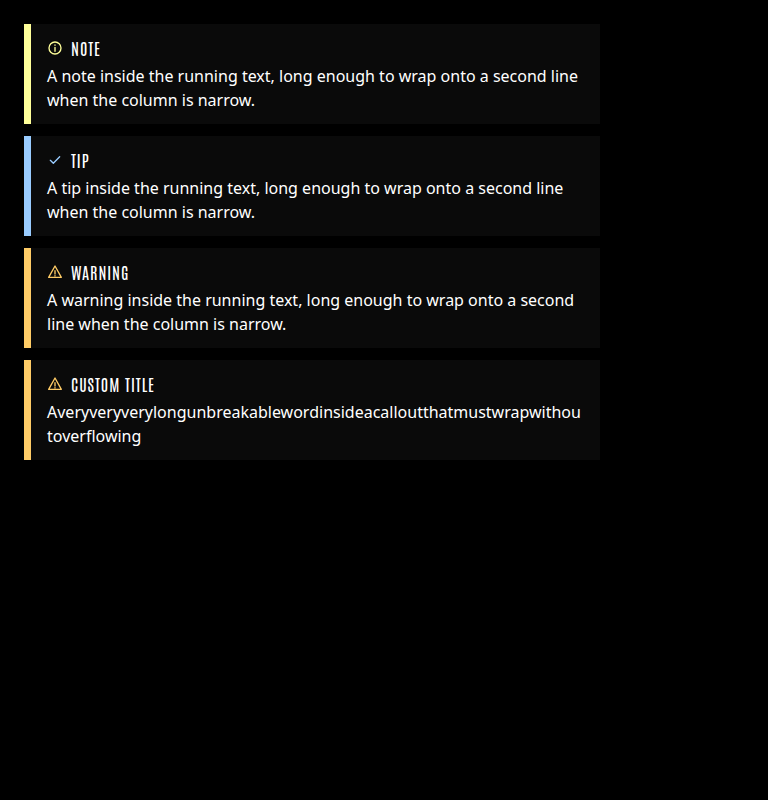 NOTE
A note inside the running text, long enough to wrap onto a second line
when the column is narrow.
TIP
A tip inside the running text, long enough to wrap onto a second line
when the column is narrow.
WARNING
A warning inside the running text, long enough to wrap onto a second
line when the column is narrow.
CUSTOM TITLE
Averyveryverylongunbreakablewordinsideacalloutthatmustwrapwithou
toverflowing